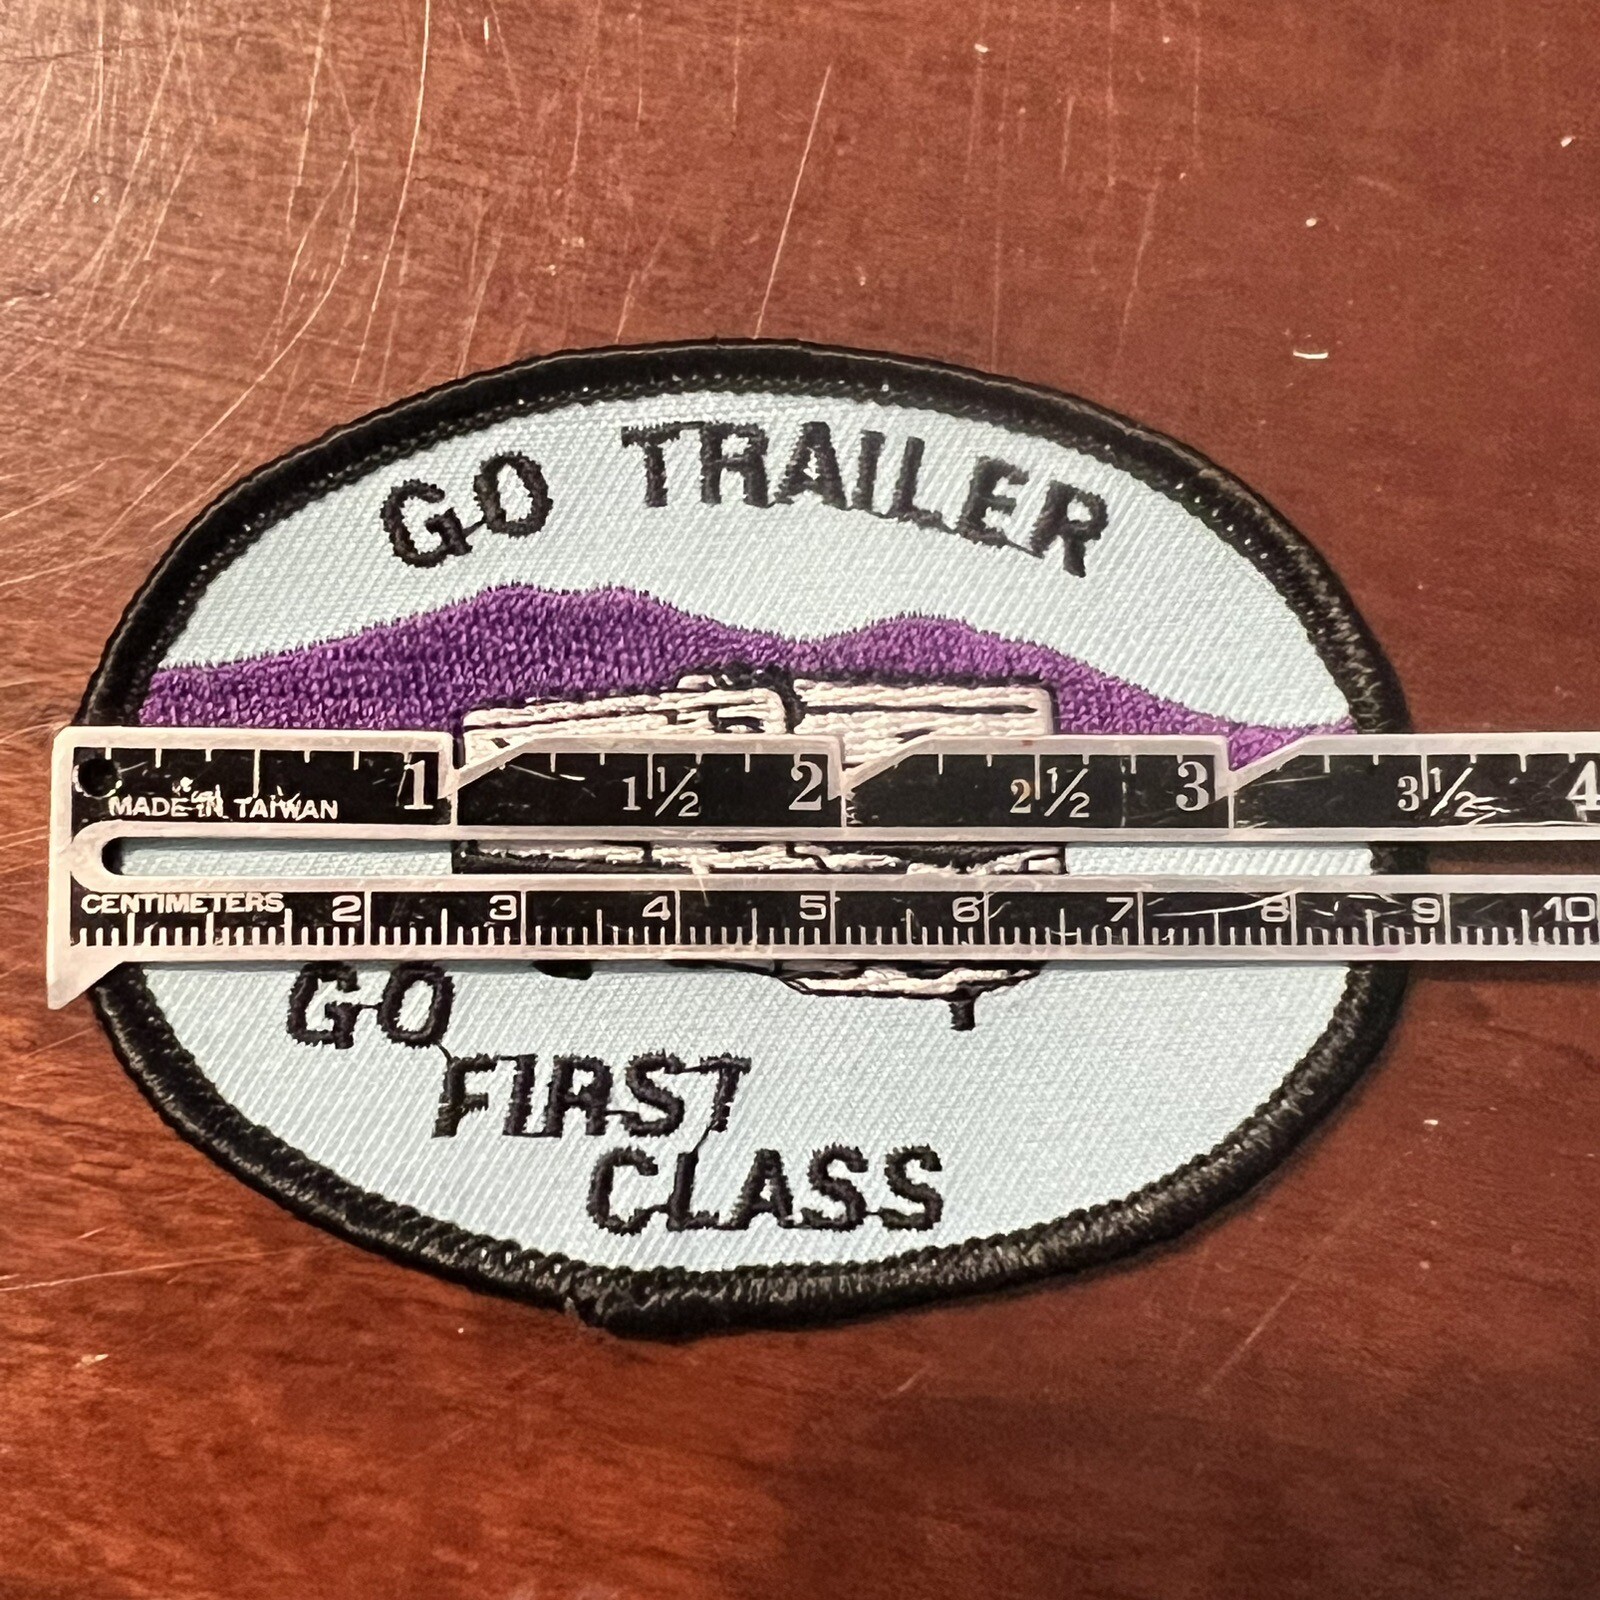 GO TRAILER
1 1½ 2 2½ 3 3½ 4
MADE IN TAIWAN
CENTIMETERS 2 3 4 5 6 7 8 9 10
GO
FIRST
CLASS